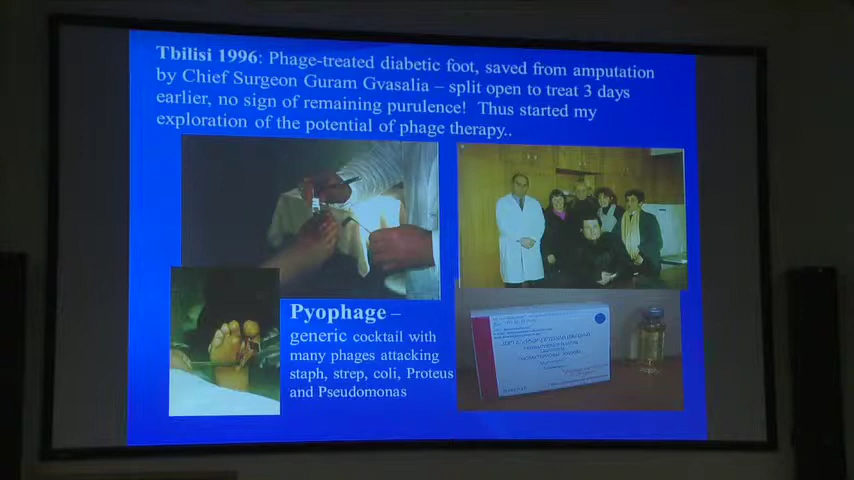 Tbilisi 1996: Phage-treated diabetic foot, saved from amputation
by Chief Surgeon Guram Gvasalia – split open to treat 3 days
earlier, no sign of remaining purulence! Thus started my
exploration of the potential of phage therapy..
Pyophage –
generic cocktail with
many phages attacking
staph, strep, coli, Proteus
and Pseudomonas